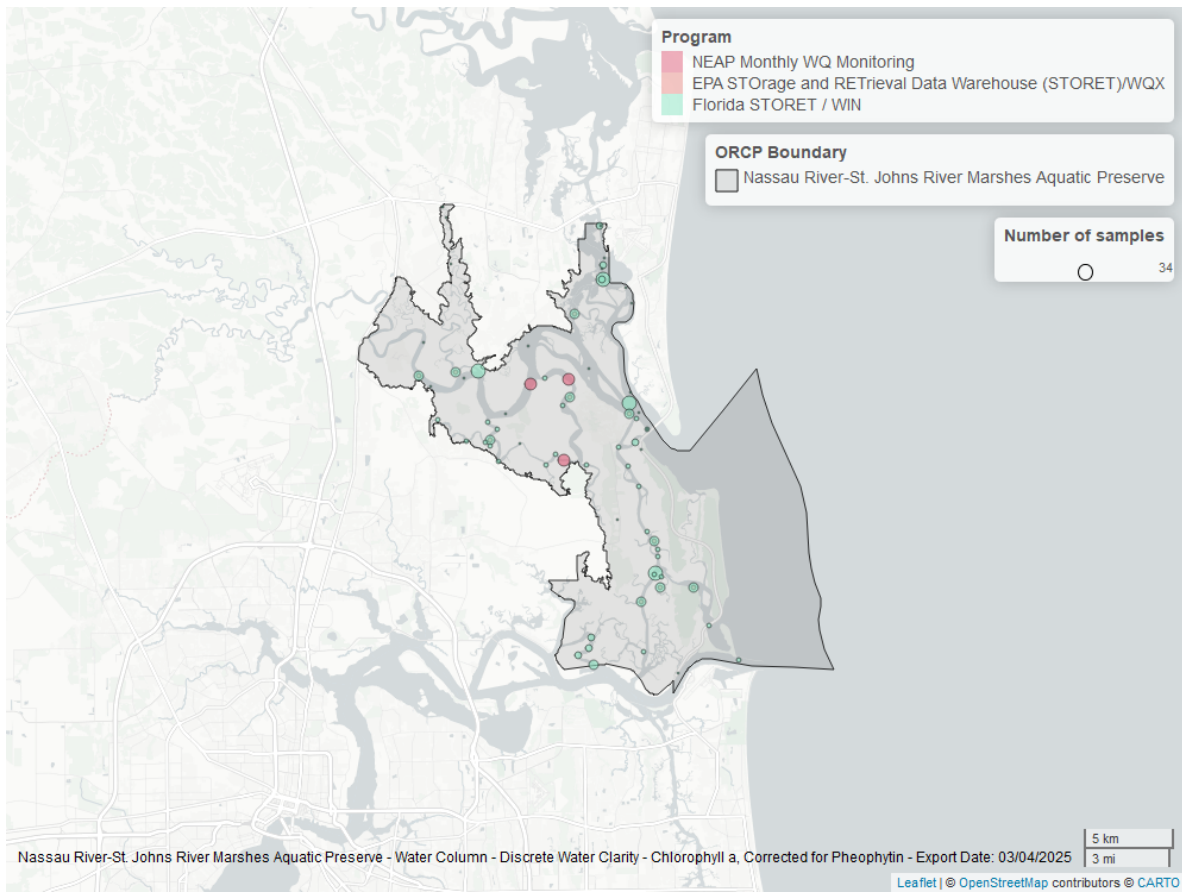 Program
NEAP Monthly WQ Monitoring
EPA STOrage and RETrieval Data Warehouse (STORET)/WQX
Florida STORET / WIN
ORCP Boundary
Nassau River-St. Johns River Marshes Aquatic Preserve
Number of samples
34
5 km
3 mi
Nassau River-St. Johns River Marshes Aquatic Preserve - Water Column - Discrete Water Clarity - Chlorophyll a, Corrected for Pheophytin - Export Date: 03/04/2025
Leaflet | © OpenStreetMap contributors © CARTO